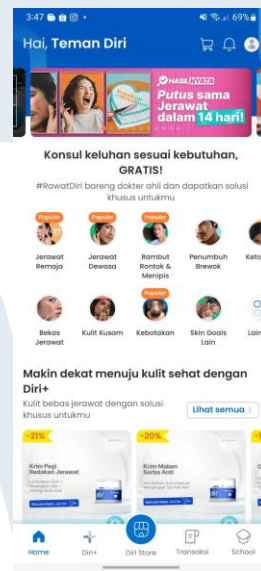 3:47
69%
Hai, Teman Diri
HASIL NYATA
Putus sama
Jerawat
dalam 14 hari!
Konsul keluhan sesuai kebutuhan,
GRATIS!
#RawatDiri bareng dokter ahli dan dapatkan solusi
khusus untukmu
Populer
Populer
Populer
Jerawat
Remaja
Jerawat
Dewasa
Rambut
Rontok &
Menipis
Penumbuh
Brewok
Keto
Populer
Bekas
Jerawat
Kulit Kusam
Kebotakan
Skin Goals
Lain
Lain
Makin dekat menuju kulit sehat dengan
Diri+
Kulit bebas jerawat dengan solusi
khusus untukmu
Lihat semua >
-21%
Krim Pagi
Redakan Jerawat
-20%
Krim Malam
Serba Anti
-1
Home
Diri+
Diri Store
Transaksi
School